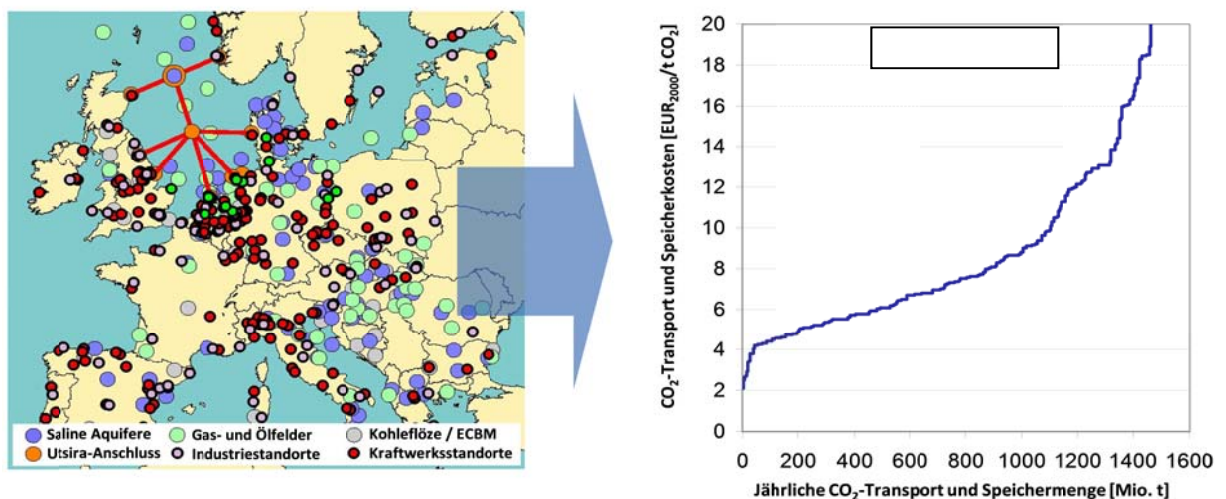 Saline Aquifere Gas- und Ölfelder Kohleflöze / ECBM
Utsira-Anschluss Industriestandorte Kraftwerksstandorte
CO₂-Transport und Speicherkosten [EUR₂₀₀₀/t CO₂]
20
18
16
14
12
10
8
6
4
2
0
0 200 400 600 800 1000 1200 1400 1600
Jährliche CO₂-Transport und Speichermenge [Mio. t]